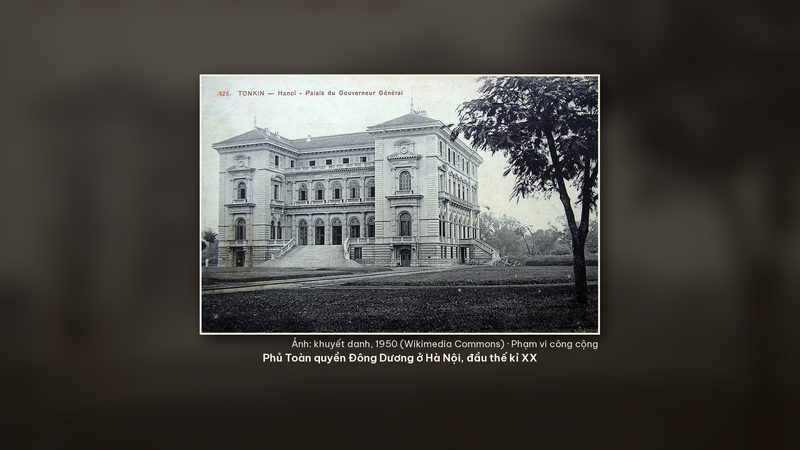 126. TONKIN — Hanoï - Palais du Gouverneur Général
Ảnh: khuyết danh, 1950 (Wikimedia Commons) · Phạm vi công cộng
Phủ Toàn quyền Đông Dương ở Hà Nội, đầu thế kỉ XX